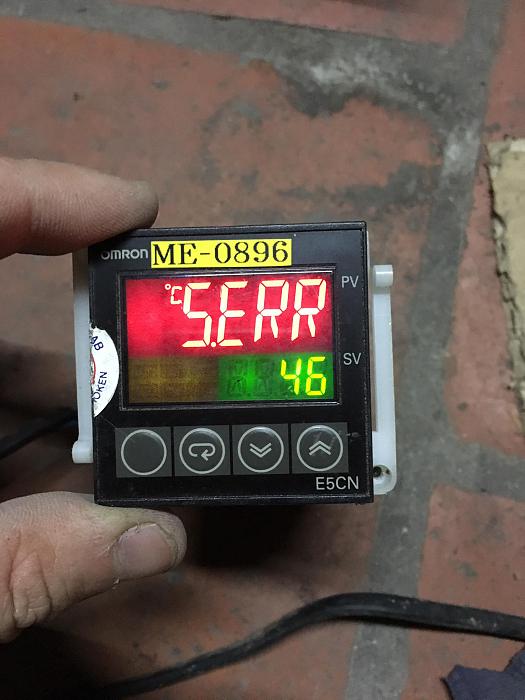 OMRON ME-0896
PV
°C S.ERR
SV
46
E5CN